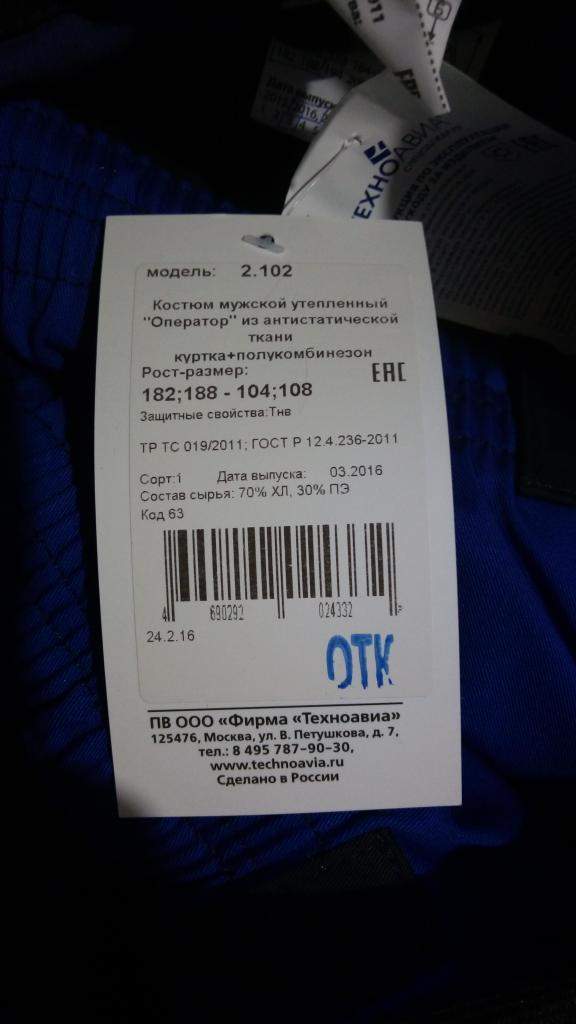 011
ТЕХНОАВИА
Дата выпуска
модель: 2.102
Костюм мужской утепленный
"Оператор" из антистатической
ткани
куртка+полукомбинезон
Рост-размер:
ЕАС
182;188 - 104;108
Защитные свойства:Тнв
ТР ТС 019/2011; ГОСТ Р 12.4.236-2011
Сорт:1 Дата выпуска: 03.2016
Состав сырья: 70% ХЛ, 30% ПЭ
Код 63
4 690292 024332
24.2.16
ОТК
ПВ ООО «Фирма «Техноавиа»
125476, Москва, ул. В. Петушкова, д. 7,
тел.: 8 495 787-90-30,
www.technoavia.ru
Сделано в России